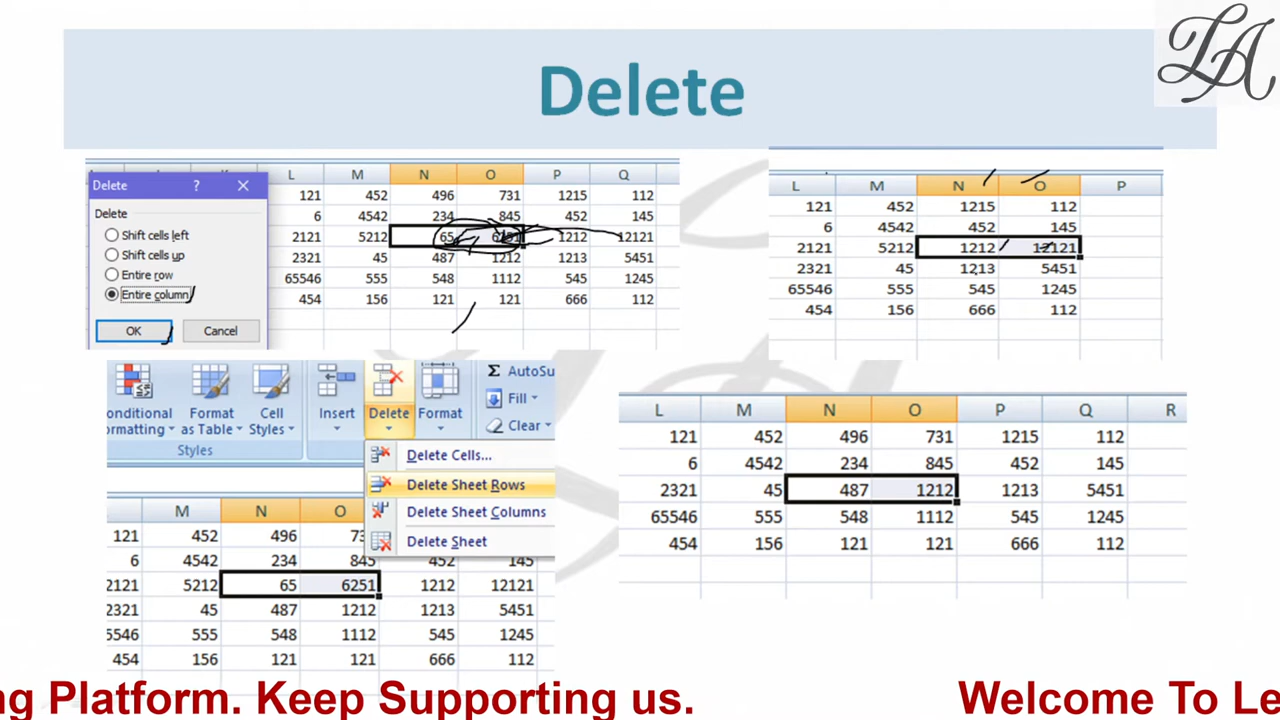 LA
Delete
Delete ? X
Delete
Shift cells left
Shift cells up
Entire row
Entire column
OK Cancel
L M N O P Q
121 452 496 731 1215 112
6 4542 234 845 452 145
2121 5212 65 1212 12121
2321 45 487 1212 1213 5451
65546 555 548 1112 545 1245
454 156 121 121 666 112
L M N O P
121 452 1215 112
6 4542 452 145
2121 5212 1212 12121
2321 45 1213 5451
65546 555 545 1245
454 156 666 112
onditional Format Cell Insert Delete Format Σ AutoSu
ormatting as Table Styles Fill
Styles Clear
Delete Cells...
Delete Sheet Rows
Delete Sheet Columns
Delete Sheet
M N O
121 452 496 73
6 4542 234 845 452 145
2121 5212 65 6251 1212 12121
2321 45 487 1212 1213 5451
65546 555 548 1112 545 1245
454 156 121 121 666 112
L M N O P Q R
121 452 496 731 1215 112
6 4542 234 845 452 145
2321 45 487 1212 1213 5451
65546 555 548 1112 545 1245
454 156 121 121 666 112
ng Platform. Keep Supporting us. Welcome To Le